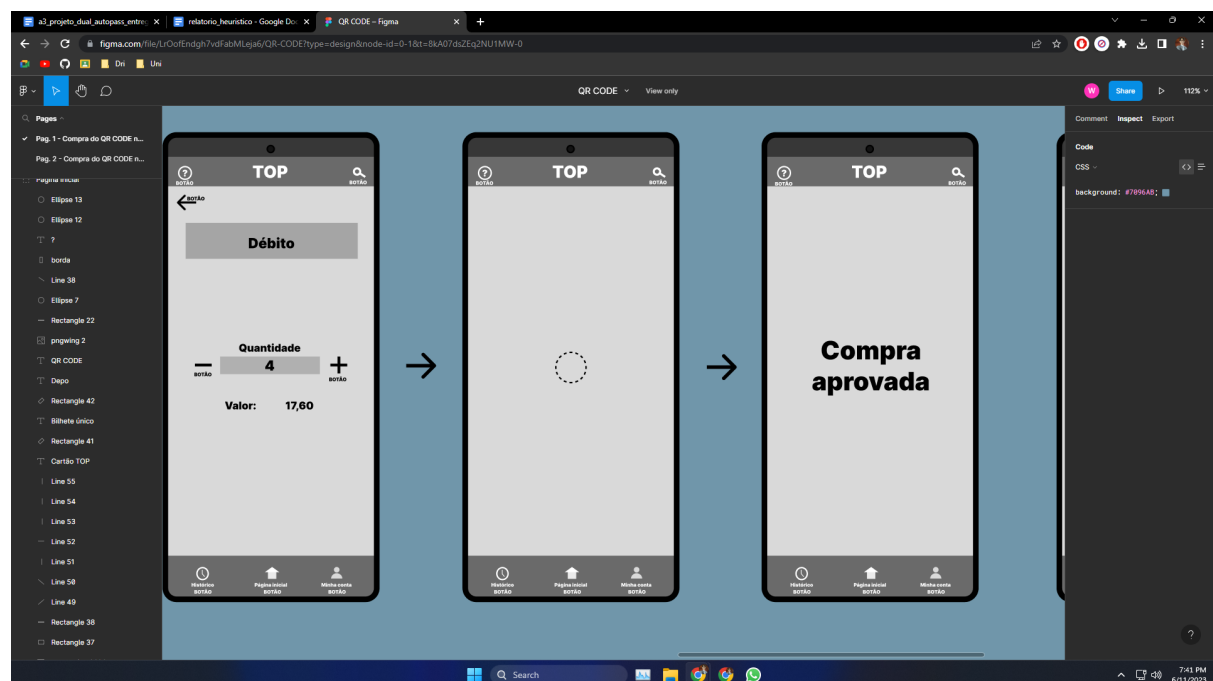 a3_projeto_dual_autopass_entreg
relatorio_heuristico - Google Doc
QR CODE – Figma
figma.com/file/LrOofEndgh7vdFabMLeja6/QR-CODE?type=design&node-id=0-1&t=8kA07dsZEq2NU1MW-0
Dri
Uni
QR CODE
View only
W
Share
112%
Pages
Pag. 1 - Compra do QR CODE n...
Pag. 2 - Compra do QR CODE n...
Página inicial
Ellipse 13
Ellipse 12
?
borda
Line 38
Ellipse 7
Rectangle 22
pngwing 2
QR CODE
Depo
Rectangle 42
Bilhete único
Rectangle 41
Cartão TOP
Line 55
Line 54
Line 53
Line 52
Line 51
Line 50
Line 49
Rectangle 38
Rectangle 37
?
BOTÃO
TOP
BOTÃO
BOTÃO
Débito
Quantidade
4
BOTÃO
BOTÃO
Valor: 17,60
Histórico
BOTÃO
Página inicial
BOTÃO
Minha conta
BOTÃO
?
BOTÃO
TOP
BOTÃO
Histórico
BOTÃO
Página inicial
BOTÃO
Minha conta
BOTÃO
?
BOTÃO
TOP
BOTÃO
Compra
aprovada
Histórico
BOTÃO
Página inicial
BOTÃO
Minha conta
BOTÃO
Comment Inspect Export
Code
CSS
background: #7096AB;
?
Search
7:41 PM
6/11/2023